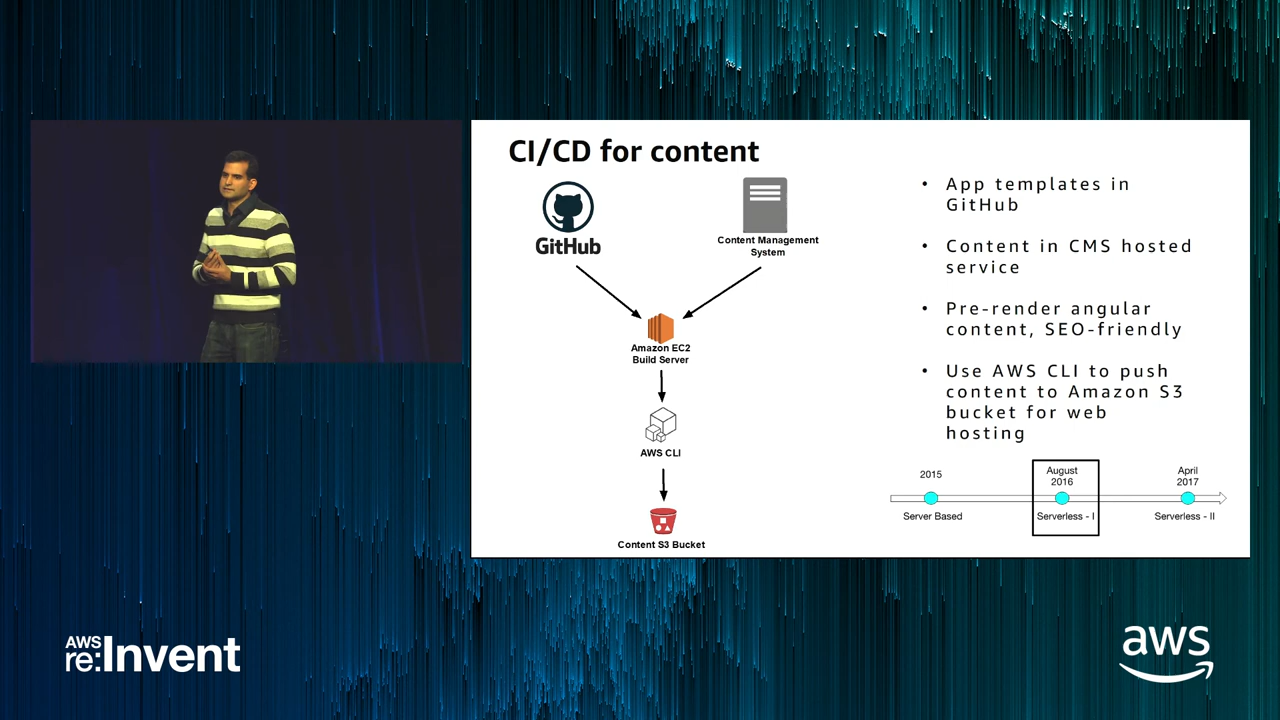 CI/CD for content
GitHub
Content Management
System
Amazon EC2
Build Server
AWS CLI
Content S3 Bucket
• App templates in
GitHub
• Content in CMS hosted
service
• Pre-render angular
content, SEO-friendly
• Use AWS CLI to push
content to Amazon S3
bucket for web
hosting
2015
August
2016
April
2017
Server Based
Serverless - I
Serverless - II
AWS
re:Invent
aws